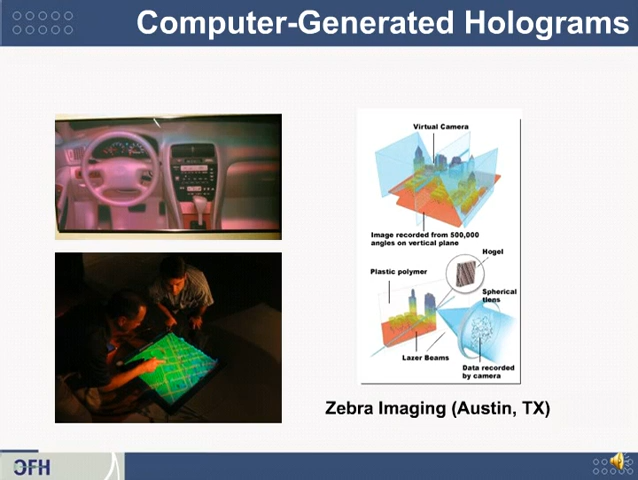 Computer-Generated Holograms
Virtual Camera
Image recorded from 500,000
angles on vertical plane
Hogel
Plastic polymer
Spherical
lens
Lazer Beams
Data recorded
by camera
Zebra Imaging (Austin, TX)
OFH